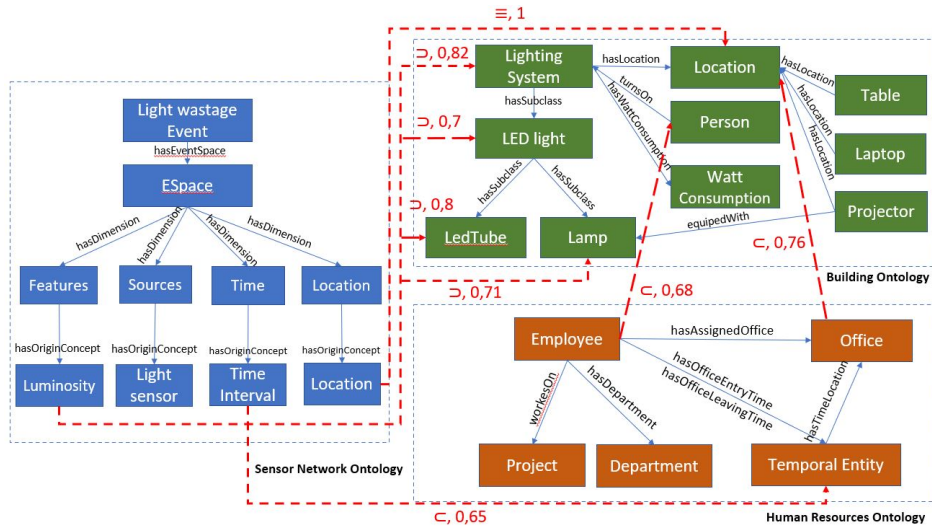 ≡, 1
⊃, 0,82
Lighting
System
hasLocation
Location
hasLocation
Table
turnsOn
hasWattConsumption
hasSubclass
Person
hasLocation
hasLocation
Light wastage
Event
⊃, 0,7
LED light
Laptop
hasEventSpace
ESpace
hasSubclass
hasSubclass
Watt
Consumption
⊃, 0,8
Projector
hasDimension
hasDimension
hasDimension
hasDimension
LedTube
Lamp
equipedWith
⊂, 0,76
Features
Sources
Time
Location
⊃, 0,71
⊂, 0,68
Building Ontology
hasOriginConcept
hasOriginConcept
hasOriginConcept
hasOriginConcept
Employee
hasAssignedOffice
Office
Luminosity
Light
sensor
Time
Interval
Location
workesOn
hasDepartment
hasOfficeEntryTime
hasOfficeLeavingTime
hasTimeLocation
Sensor Network Ontology
Project
Department
Temporal Entity
⊂, 0,65
Human Resources Ontology